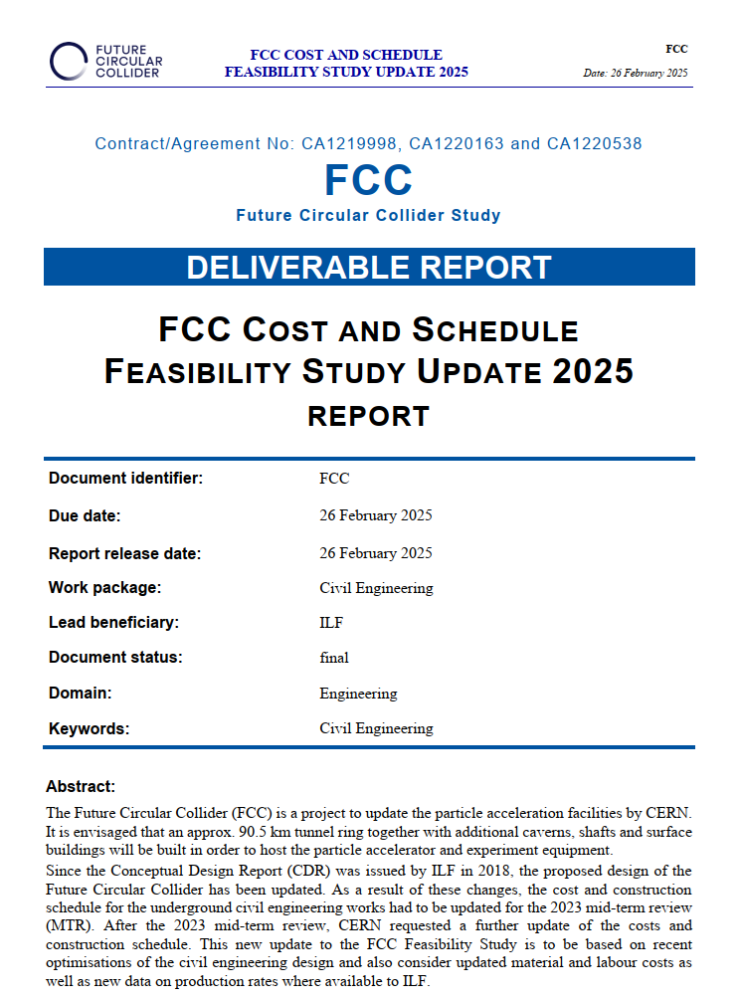 FUTURE
CIRCULAR
COLLIDER
FCC COST AND SCHEDULE
FEASIBILITY STUDY UPDATE 2025
FCC
Date: 26 February 2025
Contract/Agreement No: CA1219998, CA1220163 and CA1220538
FCC
Future Circular Collider Study
DELIVERABLE REPORT
FCC COST AND SCHEDULE
FEASIBILITY STUDY UPDATE 2025
REPORT
Document identifier: FCC
Due date: 26 February 2025
Report release date: 26 February 2025
Work package: Civil Engineering
Lead beneficiary: ILF
Document status: final
Domain: Engineering
Keywords: Civil Engineering
Abstract:
The Future Circular Collider (FCC) is a project to update the particle acceleration facilities by CERN.
It is envisaged that an approx. 90.5 km tunnel ring together with additional caverns, shafts and surface
buildings will be built in order to host the particle accelerator and experiment equipment.
Since the Conceptual Design Report (CDR) was issued by ILF in 2018, the proposed design of the
Future Circular Collider has been updated. As a result of these changes, the cost and construction
schedule for the underground civil engineering works had to be updated for the 2023 mid-term review
(MTR). After the 2023 mid-term review, CERN requested a further update of the costs and
construction schedule. This new update to the FCC Feasibility Study is to be based on recent
optimisations of the civil engineering design and also consider updated material and labour costs as
well as new data on production rates where available to ILF.